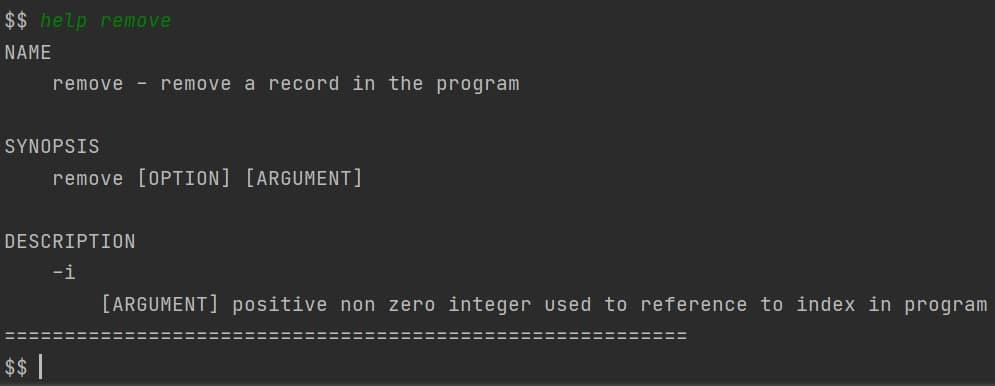 $$ help remove
NAME
    remove - remove a record in the program

SYNOPSIS
    remove [OPTION] [ARGUMENT]

DESCRIPTION
    -i
        [ARGUMENT] positive non zero integer used to reference to index in program
=========================================================
$$